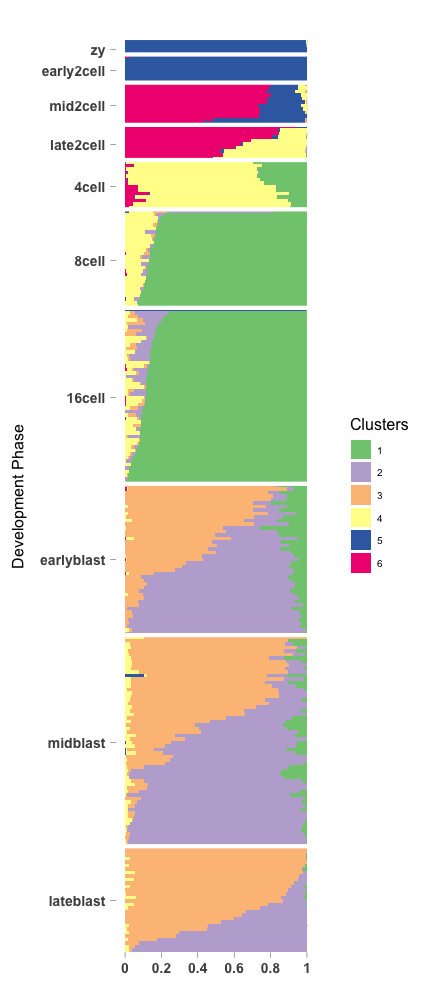 zy
early2cell
mid2cell
late2cell
4cell
8cell
16cell
earlyblast
midblast
lateblast
Development Phase
0 0.2 0.4 0.6 0.8 1
Clusters
1
2
3
4
5
6